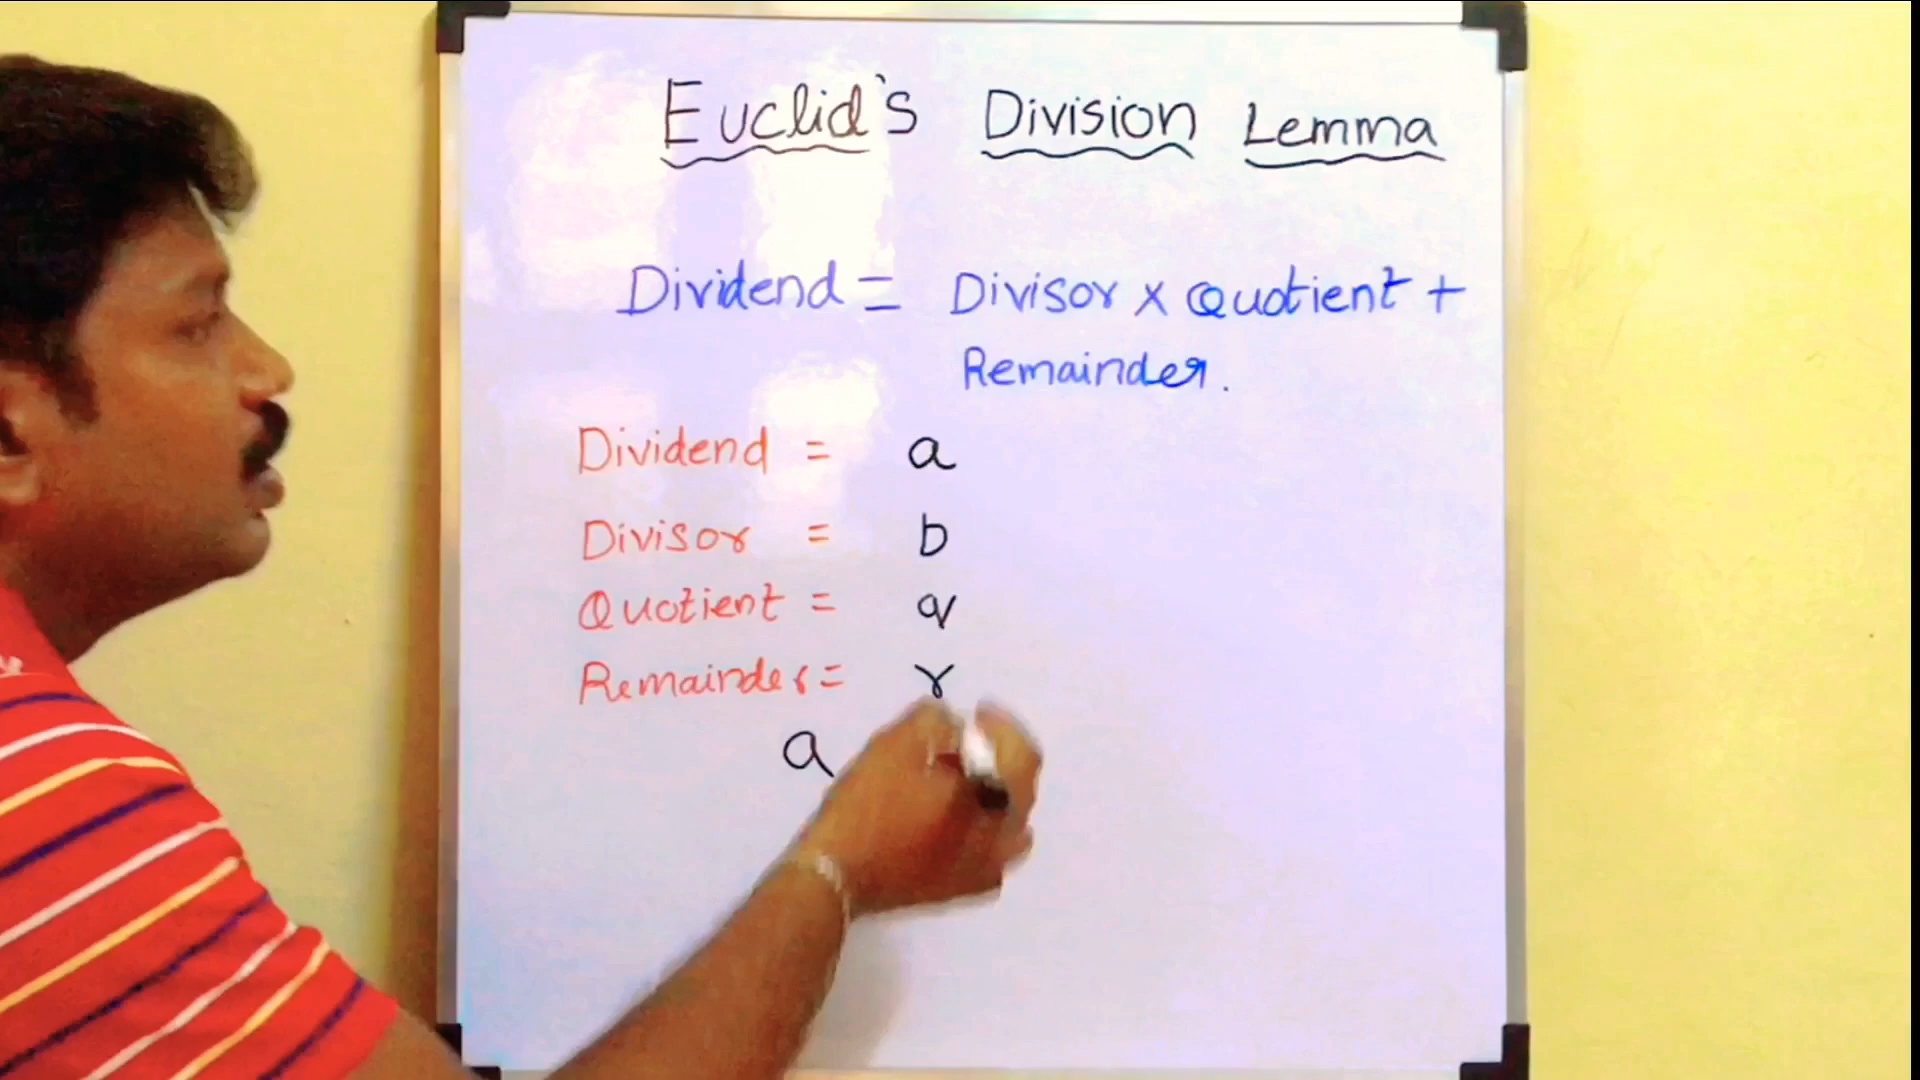 Euclid's Division Lemma
Dividend = Divisor x Quotient +
Remainder.
Dividend = a
Divisor = b
Quotient = q
Remainder = r
a